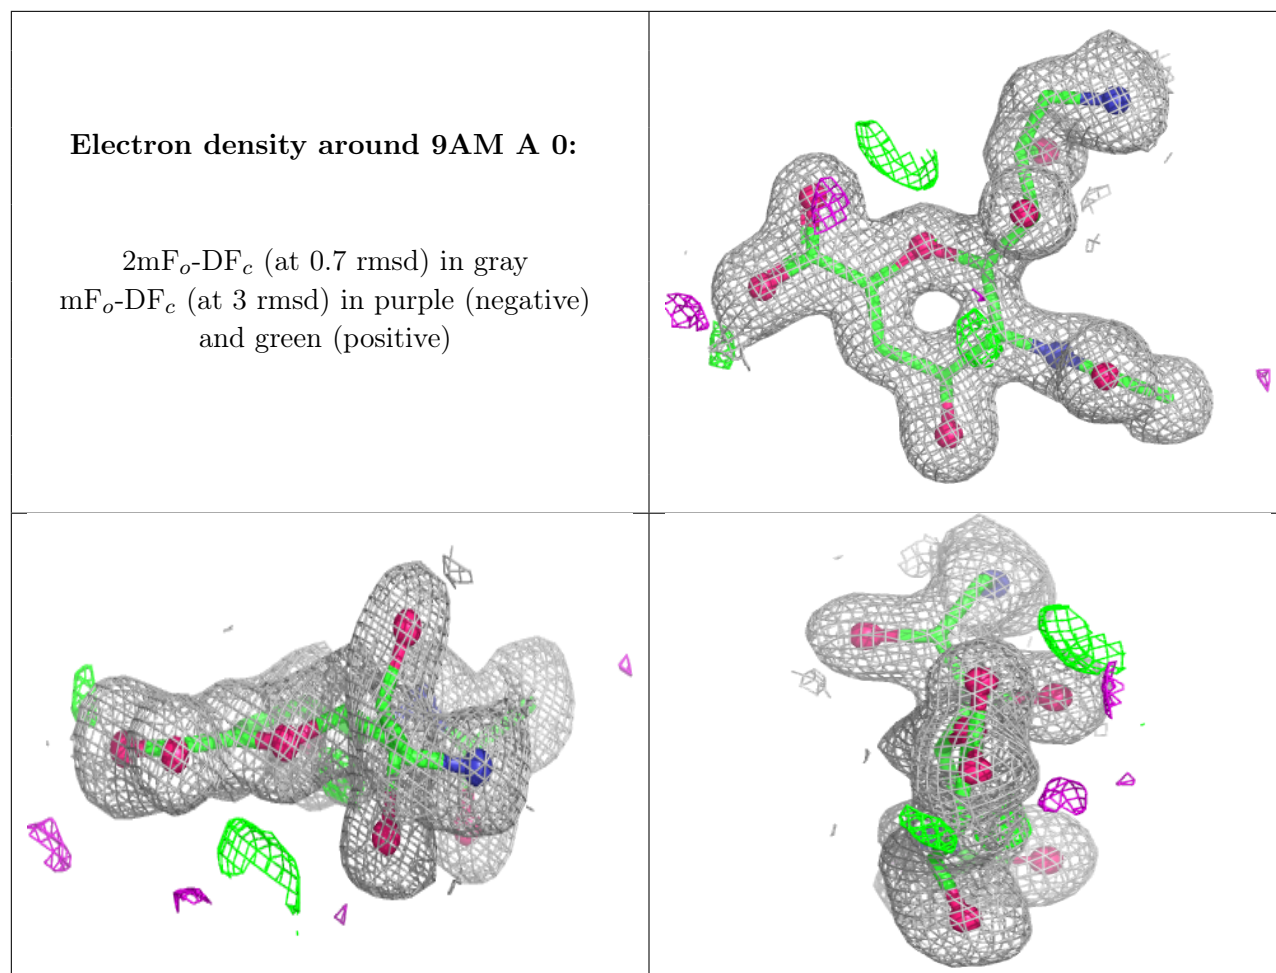 Electron density around 9AM A 0:
2mFₒ-DF𝒸 (at 0.7 rmsd) in gray
mFₒ-DF𝒸 (at 3 rmsd) in purple (negative)
and green (positive)